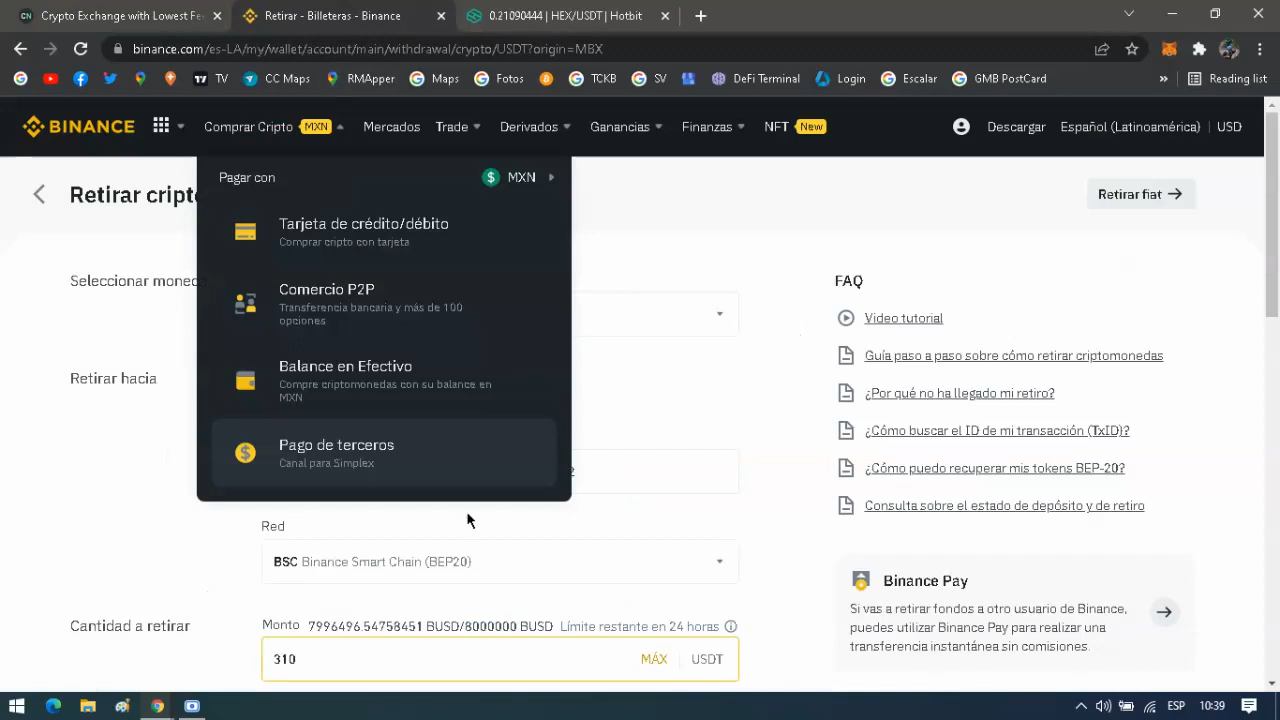 Crypto Exchange with Lowest Fe
Retirar - Billeteras - Binance
0.21090444 | HEX/USDT | Hotbit
binance.com/es-LA/my/wallet/account/main/withdrawal/crypto/USDT?origin=MBX
TV CC Maps RMApper Maps Fotos TCKB SV DeFi Terminal Login Escalar GMB PostCard » Reading list
BINANCE Comprar Cripto MXN Mercados Trade Derivados Ganancias Finanzas NFT New Descargar Español (Latinoamérica) | USD
Pagar con MXN
Retirar cripto
Retirar fiat →
Tarjeta de crédito/débito
Comprar cripto con tarjeta
Seleccionar moned
FAQ
Comercio P2P
Transferencia bancaria y más de 100
opciones
Video tutorial
Guía paso a paso sobre cómo retirar criptomonedas
Balance en Efectivo
Compre criptomonedas con su balance en
MXN
Retirar hacia
¿Por qué no ha llegado mi retiro?
¿Cómo buscar el ID de mi transacción (TxID)?
Pago de terceros
Canal para Simplex
¿Cómo puedo recuperar mis tokens BEP-20?
Consulta sobre el estado de depósito y de retiro
Red
BSC Binance Smart Chain (BEP20)
Binance Pay
Si vas a retirar fondos a otro usuario de Binance,
puedes utilizar Binance Pay para realizar una
transferencia instantánea sin comisiones.
Cantidad a retirar
Monto 7996496.54758451 BUSD/8000000 BUSD Límite restante en 24 horas
310 MÁX USDT
ESP 10:39